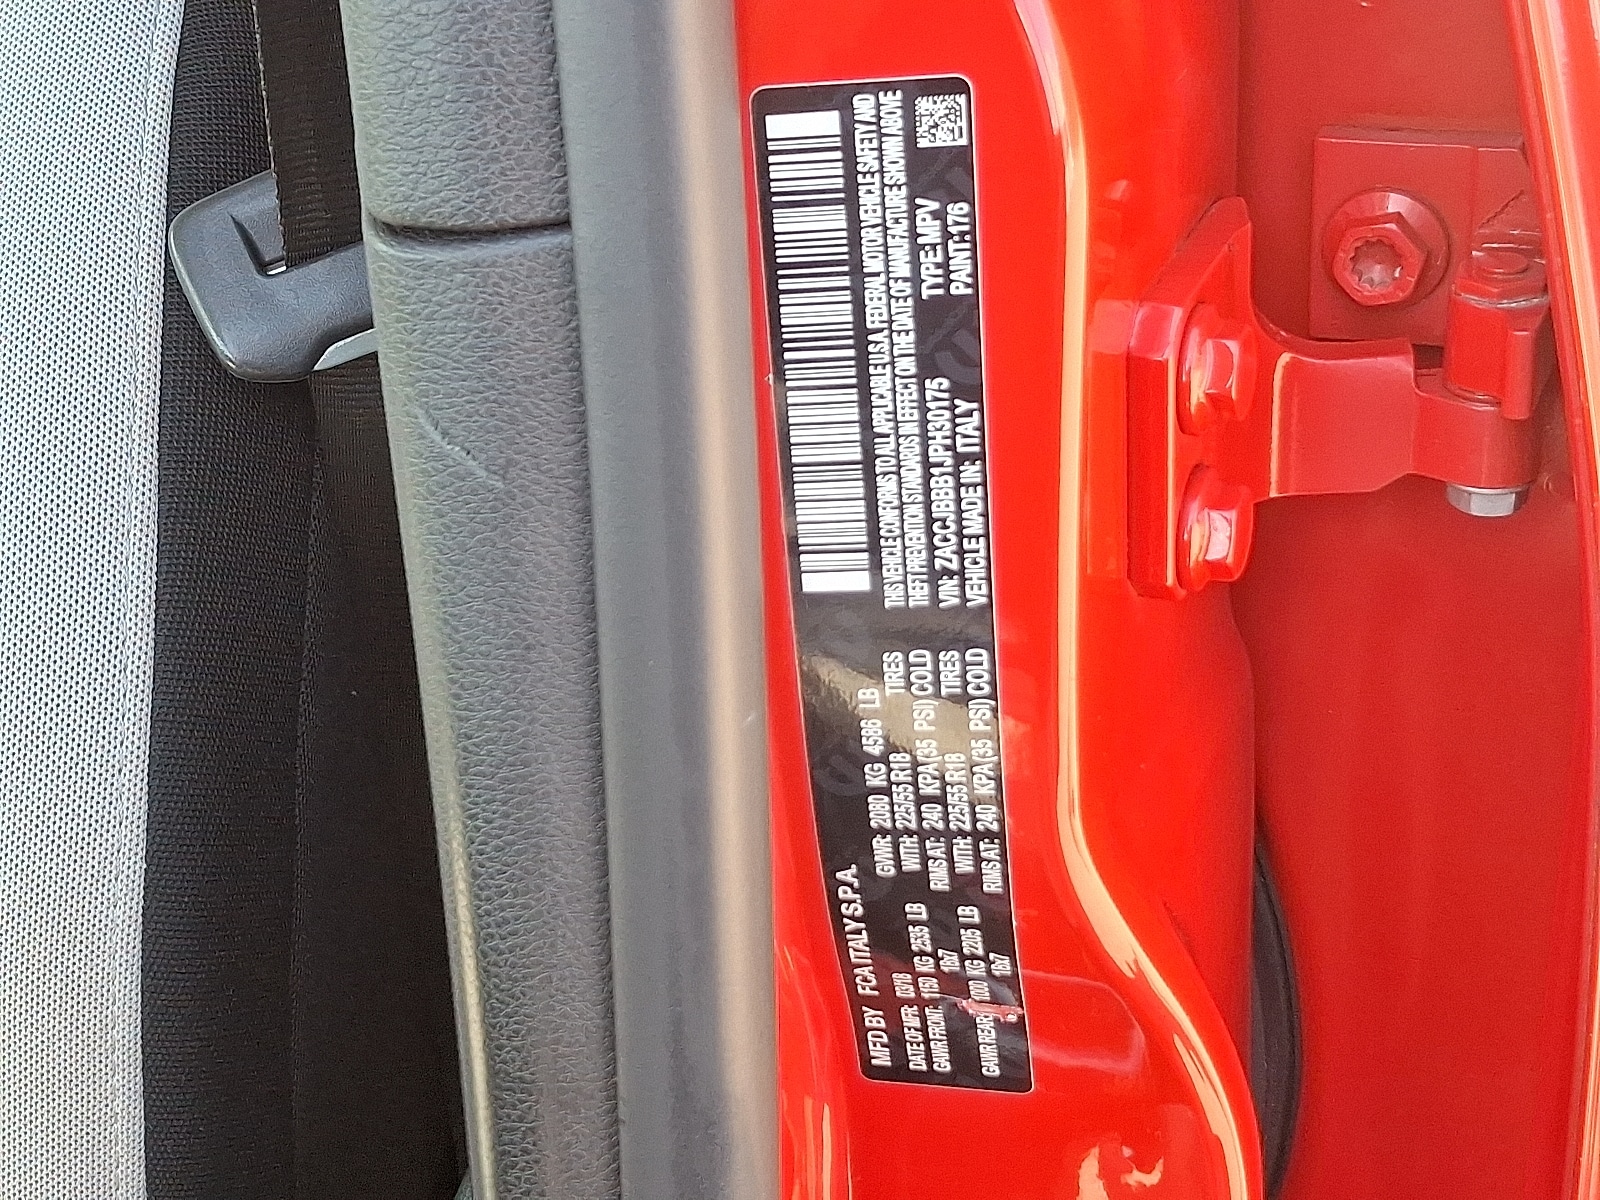 MFD BY FCA ITALY S.P.A.
DATE OF MFR: 03/18 GVWR: 2080 KG 4586 LB
GAWR FRONT: 1150 KG 2535 LB WITH: 225/55 R18 TIRES
18x7 RIMS AT: 240 KPA(35 PSI) COLD
GAWR REAR: 1000 KG 2205 LB WITH: 225/55 R18 TIRES
18x7 RIMS AT: 240 KPA(35 PSI) COLD
THIS VEHICLE CONFORMS TO ALL APPLICABLE U.S.A. FEDERAL MOTOR VEHICLE SAFETY AND
THEFT PREVENTION STANDARDS IN EFFECT ON THE DATE OF MANUFACTURE SHOWN ABOVE
VIN: ZACCJBBB1JPH30175 TYPE:MPV
VEHICLE MADE IN: ITALY PAINT:176